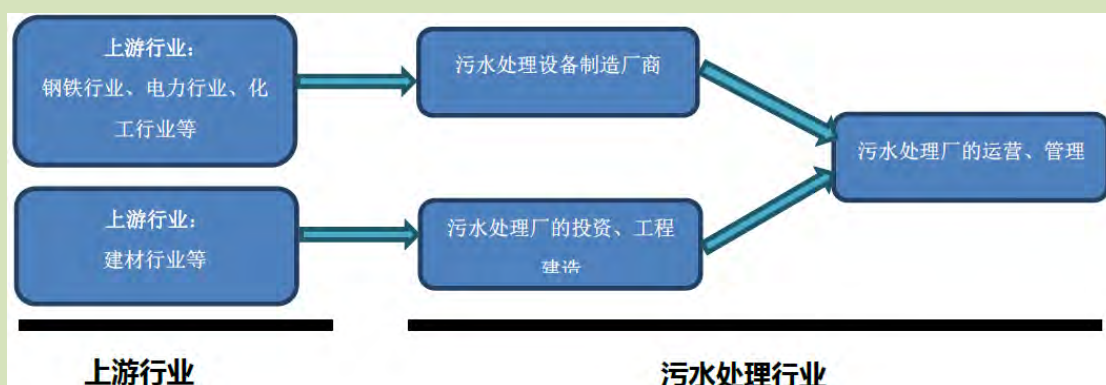 上游行业：
钢铁行业、电力行业、化
工行业等
污水处理设备制造厂商
污水处理厂的运营、管理
上游行业：
建材行业等
污水处理厂的投资、工程
建造
上游行业
污水处理行业